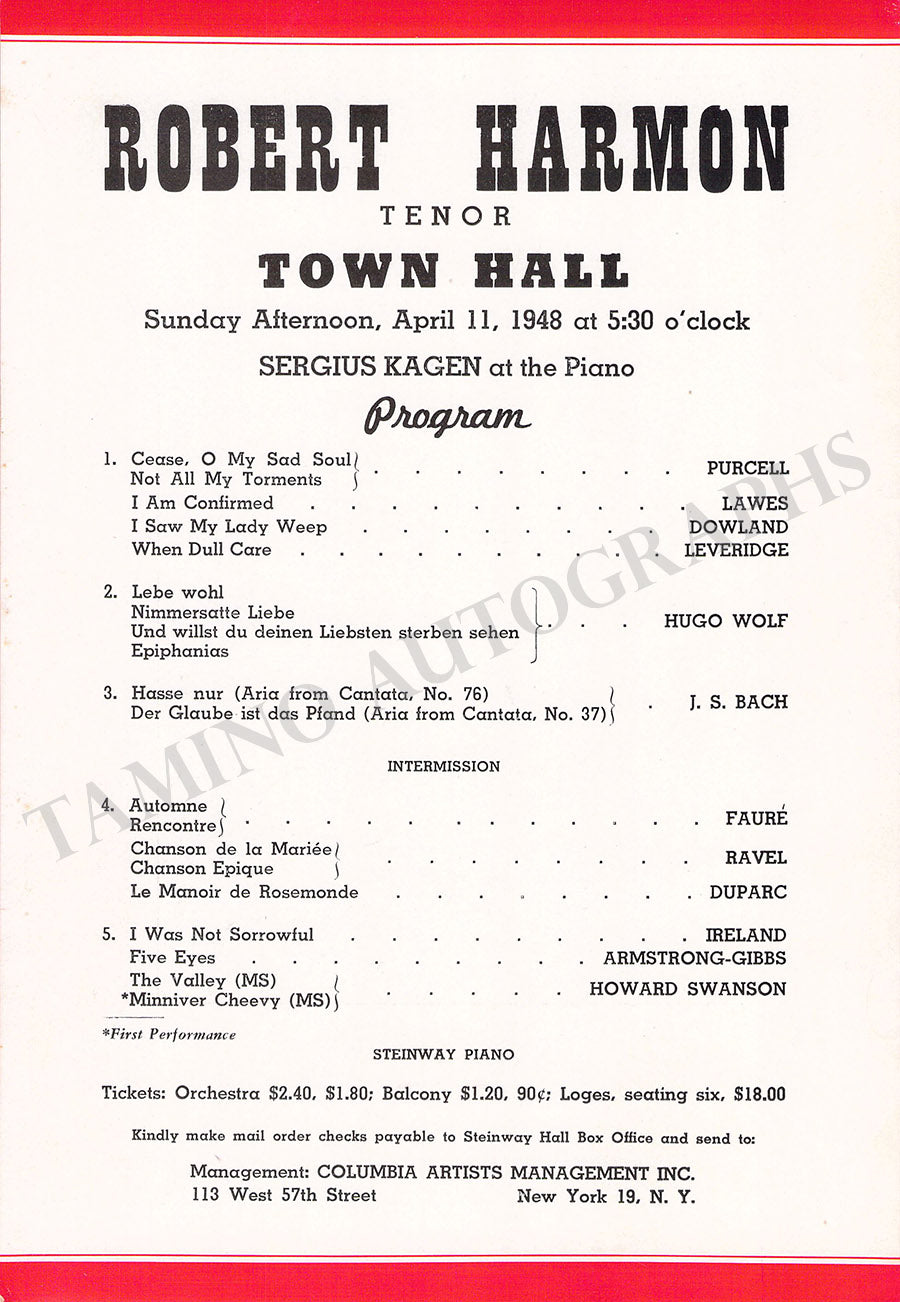 ROBERT HARMON
TENOR
TOWN HALL
Sunday Afternoon, April 11, 1948 at 5:30 o'clock
SERGIUS KAGEN at the Piano
Program
1. Cease, O My Sad Soul
Not All My Torments . . . . . . . . PURCELL
I Am Confirmed . . . . . . . . . . LAWES
I Saw My Lady Weep . . . . . . . . DOWLAND
When Dull Care . . . . . . . . . . LEVERIDGE
2. Lebe wohl
Nimmersatte Liebe
Und willst du deinen Liebsten sterben sehen . . . HUGO WOLF
Epiphanias
3. Hasse nur (Aria from Cantata, No. 76)
Der Glaube ist das Pfand (Aria from Cantata, No. 37) . J. S. BACH
INTERMISSION
4. Automne
Rencontre . . . . . . . . . . . FAURÉ
Chanson de la Mariée
Chanson Epique . . . . . . . . RAVEL
Le Manoir de Rosemonde . . . . . . . . DUPARC
5. I Was Not Sorrowful . . . . . . . . . IRELAND
Five Eyes . . . . . . . . . ARMSTRONG-GIBBS
The Valley (MS)
*Minniver Cheevy (MS) . . . . . HOWARD SWANSON
*First Performance
STEINWAY PIANO
Tickets: Orchestra $2.40, $1.80; Balcony $1.20, 90¢; Loges, seating six, $18.00
Kindly make mail order checks payable to Steinway Hall Box Office and send to:
Management: COLUMBIA ARTISTS MANAGEMENT INC.
113 West 57th Street New York 19, N. Y.
TAMINO AUTOGRAPHS